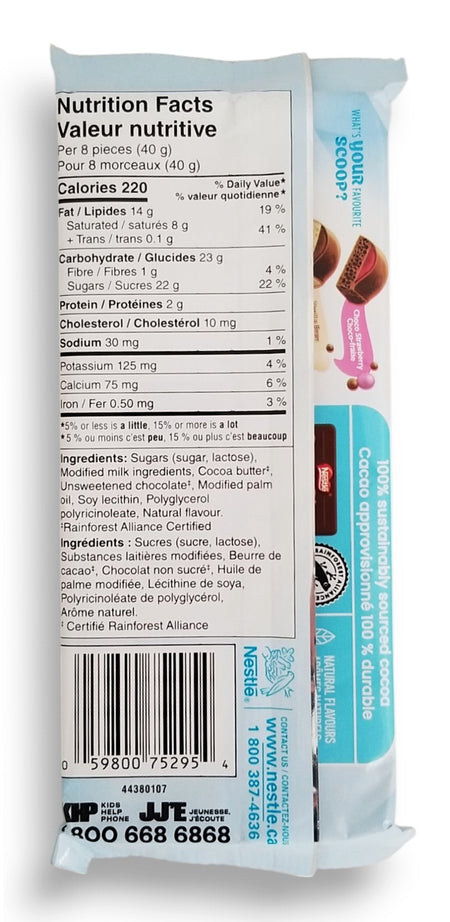 Nutrition Facts
Valeur nutritive
Per 8 pieces (40 g)
Pour 8 morceaux (40 g)
Calories 220
% Daily Value*
% valeur quotidienne*
Fat / Lipides 14 g 19 %
Saturated / saturés 8 g
+ Trans / trans 0.1 g
41 %
Carbohydrate / Glucides 23 g
Fibre / Fibres 1 g 4 %
Sugars / Sucres 22 g 22 %
Protein / Protéines 2 g
Cholesterol / Cholestérol 10 mg
Sodium 30 mg 1 %
Potassium 125 mg 4 %
Calcium 75 mg 6 %
Iron / Fer 0.50 mg 3 %
*5% or less is a little, 15% or more is a lot
*5 % ou moins c'est peu, 15 % ou plus c'est beaucoup
Ingredients: Sugars (sugar, lactose),
Modified milk ingredients, Cocoa butter‡,
Unsweetened chocolate‡, Modified palm
oil, Soy lecithin, Polyglycerol
polyricinoleate, Natural flavour.
‡Rainforest Alliance Certified
Ingrédients : Sucres (sucre, lactose),
Substances laitières modifiées, Beurre de
cacao‡, Chocolat non sucré‡, Huile de
palme modifiée, Lécithine de soya,
Polyricinoléate de polyglycérol,
Arôme naturel.
‡ Certifié Rainforest Alliance
0 59800 75295 4
44380107
KHP KIDS
HELP
PHONE
JJ'E JEUNESSE,
J'ÉCOUTE
800 668 6868
Nestlé®
CONTACT US / CONTACTEZ-NOUS
www.nestle.ca
1 800 387-4636
WHAT'S YOUR FAVOURITE
SCOOP?
Choco Strawberry
Choco-fraise
Nestlé
100% sustainably sourced cocoa
Cacao approvisionné 100 % durable
RAINFOREST ALLIANCE
NATURAL FLAVOURS